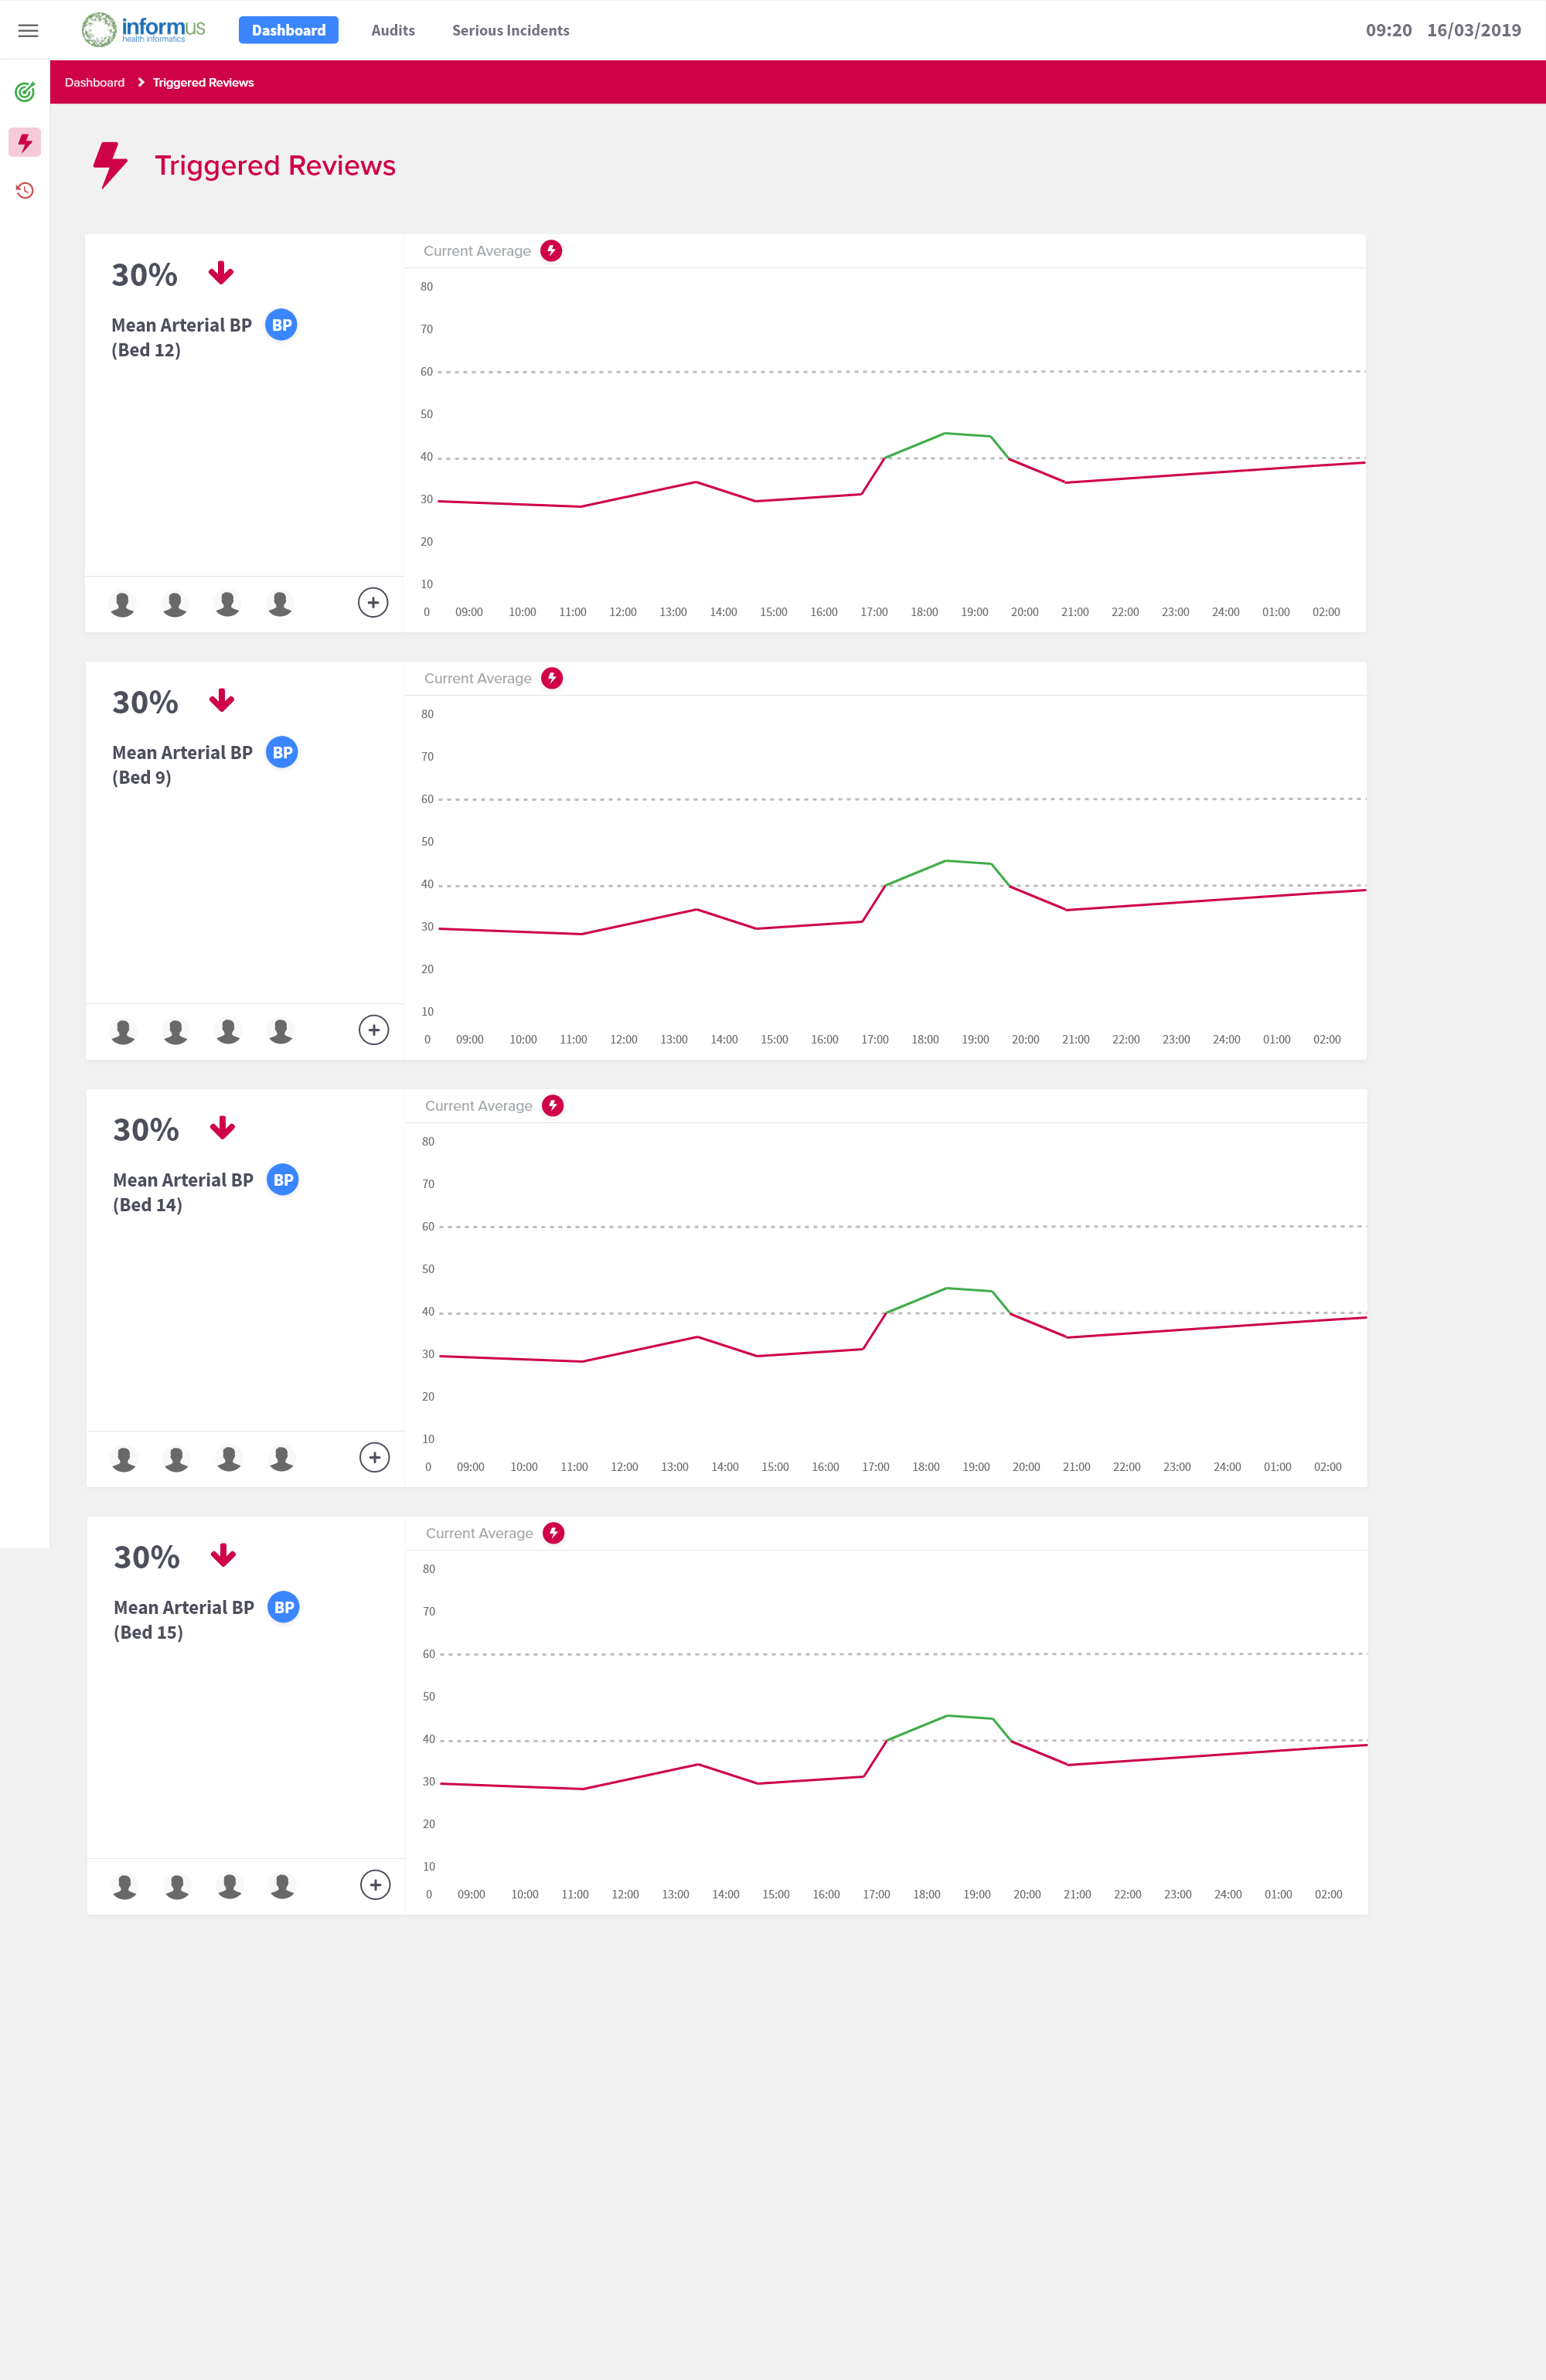 informus
health informatics
Dashboard Audits Serious Incidents 09:20 16/03/2019
Dashboard Triggered Reviews
Triggered Reviews
30%
Mean Arterial BP BP
(Bed 12)
Current Average
80
70
60
50
40
30
20
10
0 09:00 10:00 11:00 12:00 13:00 14:00 15:00 16:00 17:00 18:00 19:00 20:00 21:00 22:00 23:00 24:00 01:00 02:00
30%
Mean Arterial BP BP
(Bed 9)
Current Average
80
70
60
50
40
30
20
10
0 09:00 10:00 11:00 12:00 13:00 14:00 15:00 16:00 17:00 18:00 19:00 20:00 21:00 22:00 23:00 24:00 01:00 02:00
30%
Mean Arterial BP BP
(Bed 14)
Current Average
80
70
60
50
40
30
20
10
0 09:00 10:00 11:00 12:00 13:00 14:00 15:00 16:00 17:00 18:00 19:00 20:00 21:00 22:00 23:00 24:00 01:00 02:00
30%
Mean Arterial BP BP
(Bed 15)
Current Average
80
70
60
50
40
30
20
10
0 09:00 10:00 11:00 12:00 13:00 14:00 15:00 16:00 17:00 18:00 19:00 20:00 21:00 22:00 23:00 24:00 01:00 02:00